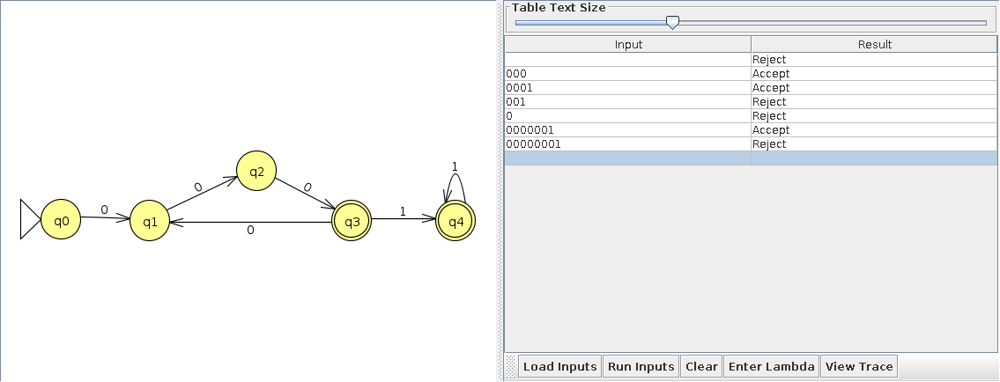 Table Text Size
Input Result
Reject
000 Accept
0001 Accept
001 Reject
0 Reject
0000001 Accept
00000001 Reject
q2
1
0 0
q0 0 q1 q3 1 q4
0
Load Inputs Run Inputs Clear Enter Lambda View Trace